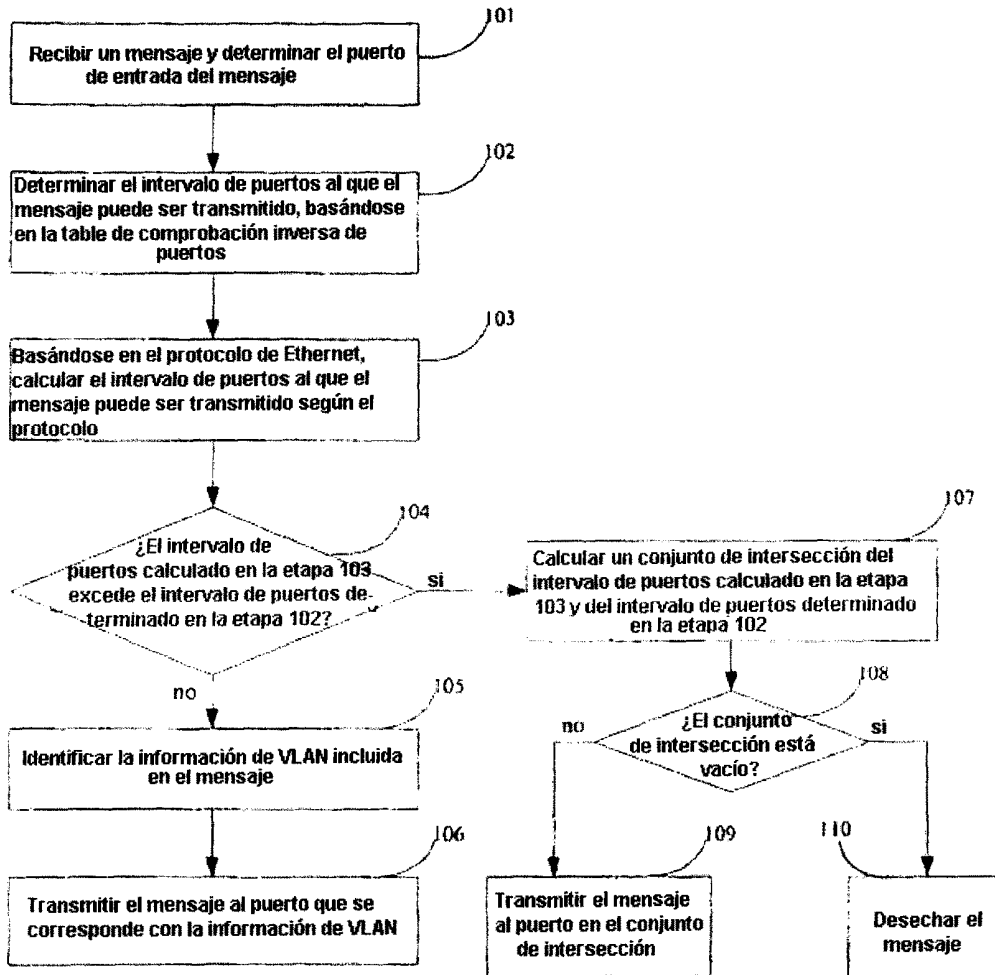 101
Recibir un mensaje y determinar el puerto
de entrada del mensaje
102
Determinar el intervalo de puertos al que el
mensaje puede ser transmitido, basándose
en la table de comprobación inversa de
puertos
103
Basándose en el protocolo de Ethernet,
calcular el intervalo de puertos al que el
mensaje puede ser transmitido según el
protocolo
104
¿El intervalo de
puertos calculado en la etapa 103
excede el intervalo de puertos de-
terminado en la etapa 102?
si
no
107
Calcular un conjunto de intersección del
intervalo de puertos calculado en la etapa
103 y del intervalo de puertos determinado
en la etapa 102
105
Identificar la información de VLAN incluida
en el mensaje
108
¿El conjunto
de intersección está
vacío?
no
si
106
Transmitir el mensaje al puerto que se
corresponde con la información de VLAN
109
Transmitir el mensaje
al puerto en el conjunto
de intersección
110
Desechar el
mensaje